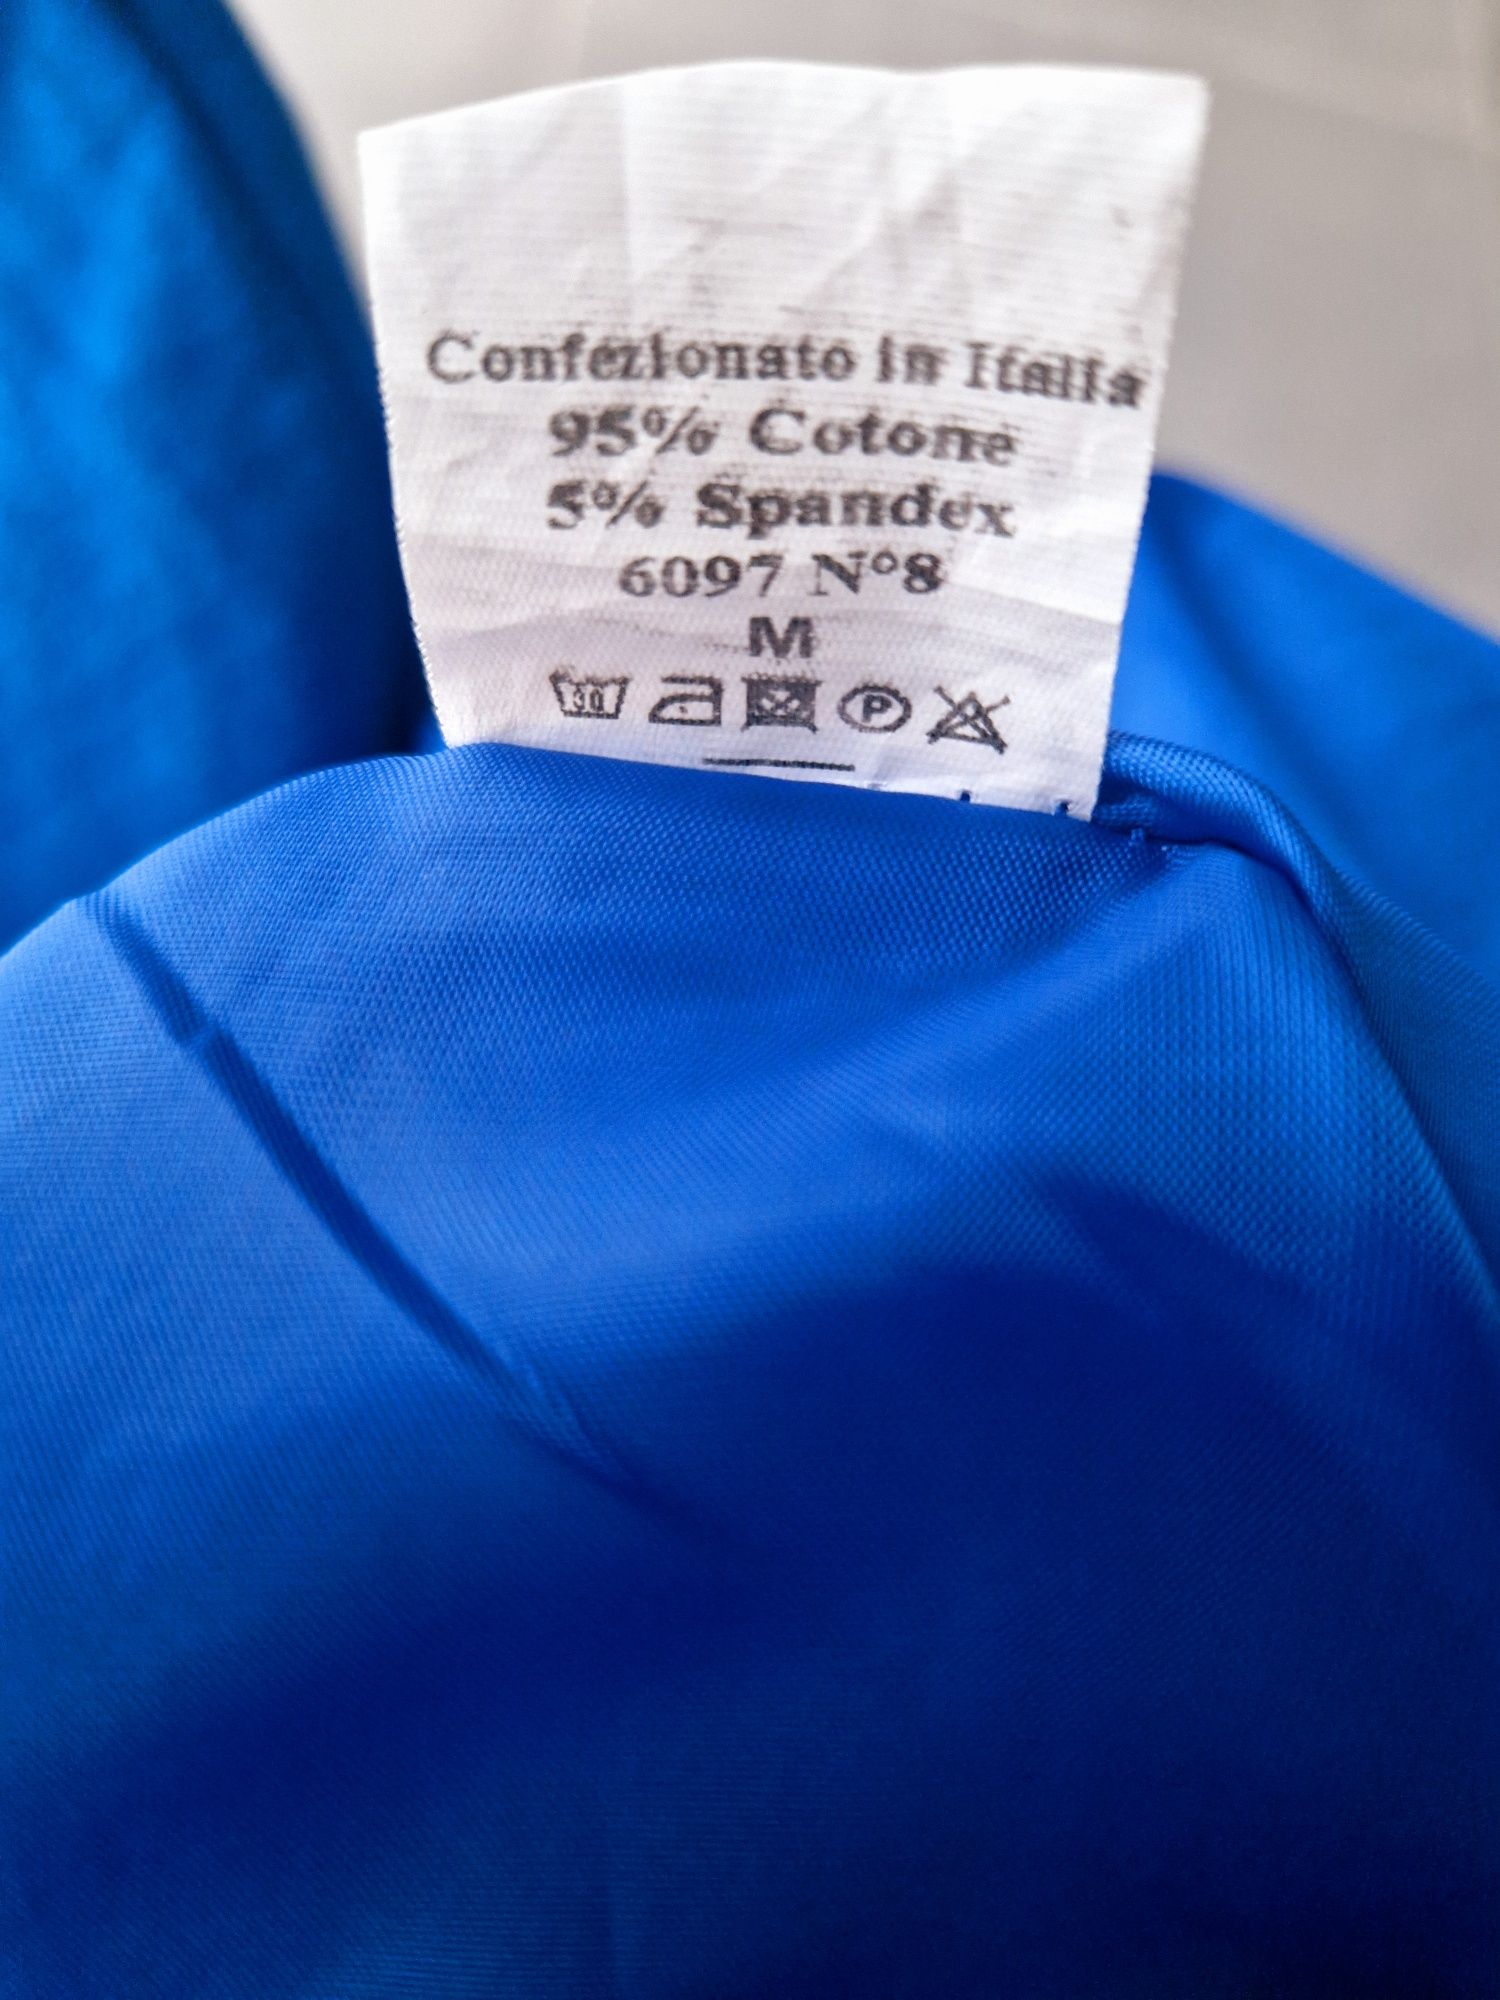 Confezionato in Italia
95% Cotone
5% Spandex
6097 N°8
M
30
P